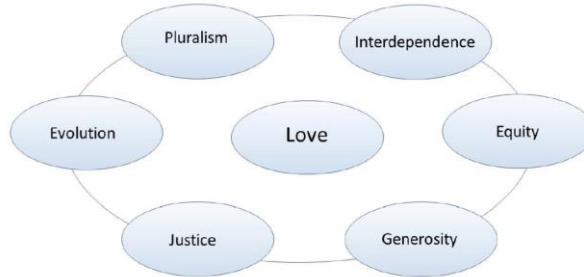 Pluralism
Interdependence
Evolution
Love
Equity
Justice
Generosity